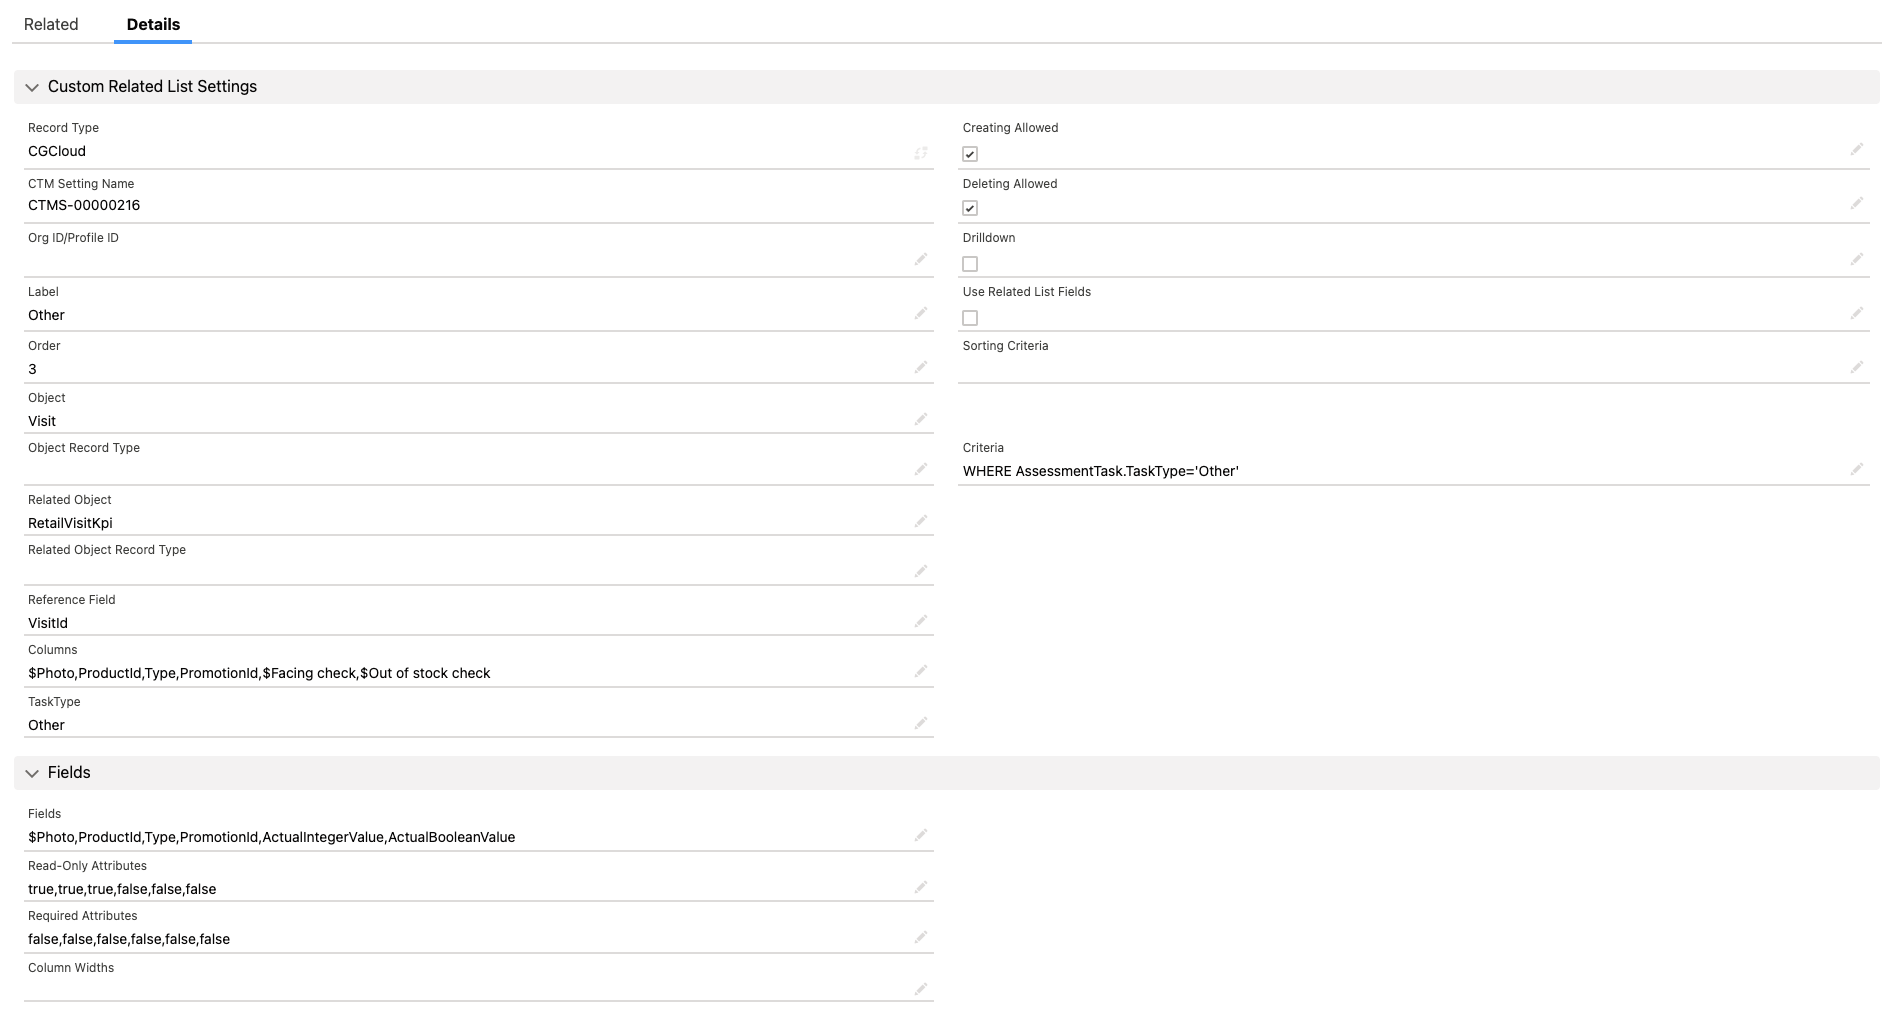 Related
Details
Custom Related List Settings
Record Type
CGCloud
Creating Allowed
CTM Setting Name
CTMS-00000216
Deleting Allowed
Org ID/Profile ID
Drilldown
Label
Other
Use Related List Fields
Order
3
Sorting Criteria
Object
Visit
Object Record Type
Criteria
WHERE AssessmentTask.TaskType='Other'
Related Object
RetailVisitKpi
Related Object Record Type
Reference Field
VisitId
Columns
$Photo,ProductId,Type,PromotionId,$Facing check,$Out of stock check
TaskType
Other
Fields
Fields
$Photo,ProductId,Type,PromotionId,ActualIntegerValue,ActualBooleanValue
Read-Only Attributes
true,true,true,false,false,false
Required Attributes
false,false,false,false,false,false
Column Widths